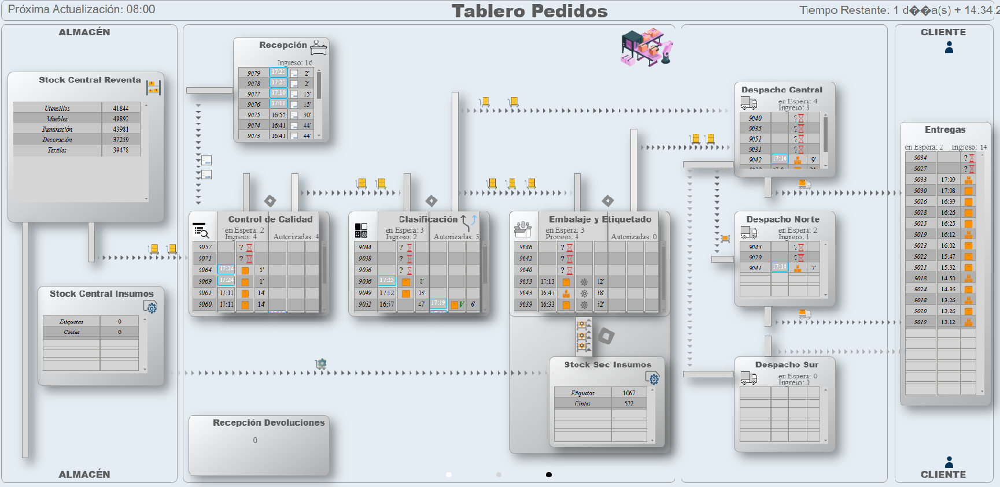 Próxima Actualización: 08:00
Tablero Pedidos
Tiempo Restante: 1 d��a(s) + 14:34:2
ALMACÉN
Stock Central Reventa
Utensillos 41844
Muebles 49892
Iluminación 43981
Decoración 37259
Textiles 39478
Stock Central Insumos
Etiquetas 0
Cintas 0
ALMACÉN
Recepción
Ingreso: 16
9079 17:23 2'
9078 17:23 2'
9077 17:10 15'
9076 17:10 15'
9075 16:55 30'
9074 16:41 44'
9073 16:41 44'
Control de Calidad
en Espera: 2
Ingreso: 4 Autorizadas: 4
9057 ?
9071 ?
9064 17:24 1'
9069 17:24 1'
9061 17:11 14'
9060 17:11 14'
Clasificación
en Espera: 3
Ingreso: 2 Autorizadas: 5
9044 ?
9038 ?
9056 ?
9036 17:25 0'
9049 17:12 13'
9052 16:57 47' 17:19 V 6'
Embalaje y Etiquetado
en Espera: 3
Proceso: 4 Autorizadas: 0
9046 ?
9042 ?
9040 ?
9053 17:13 12'
9043 16:47 38'
9039 16:33 52'
Stock Sec Insumos
Etiquetas 1067
Cintas 522
Recepción Devoluciones
0
Despacho Central
en Espera: 4
Ingreso: 3
9040 ?
9035 ?
9051 ?
9031 ?
9042 17:16 9'
Despacho Norte
en Espera: 2
Ingreso: 1
9043 ?
9029 ?
9041 17:18 7'
Despacho Sur
en Espera: 0
Ingreso: 0
CLIENTE
Entregas
en Espera: 2 Ingreso: 14
9034 ?
9027 ?
9033 17:09
9030 17:08
9026 16:39
9028 16:26
9025 16:25
9019 16:12
9023 16:02
9022 15:47
9021 15:32
9018 14:50
9024 14:36
9018 13:26
9020 13:26
9019 13:12
CLIENTE